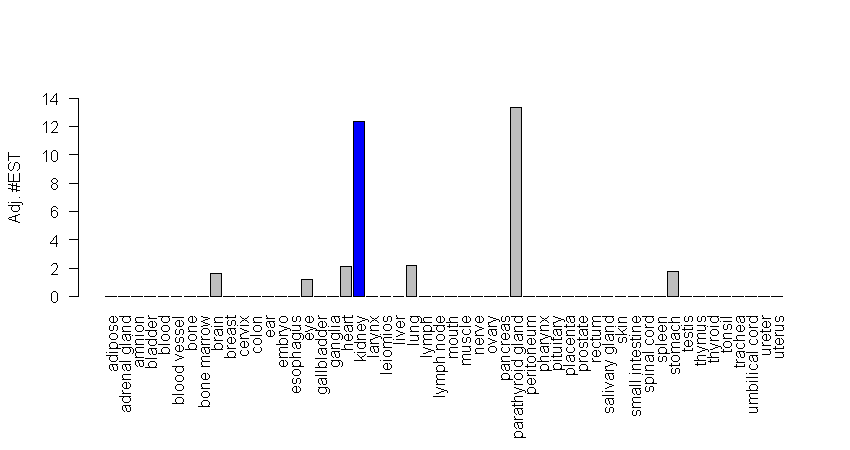 Adj. #EST
14
12
10
8
6
4
2
0
adipose
adrenal gland
amnion
bladder
blood
blood vessel
bone
bone marrow
brain
breast
cervix
colon
ear
embryo
esophagus
eye
gallbladder
ganglia
heart
kidney
larynx
leiomios
liver
lung
lymph
lymph node
mouth
muscle
nerve
ovary
pancreas
parathyroid gland
peritoneum
pharynx
pituitary
placenta
prostate
rectum
salivary gland
skin
small intestine
spinal cord
spleen
stomach
testis
thymus
thyroid
tonsil
trachea
umbilical cord
ureter
uterus